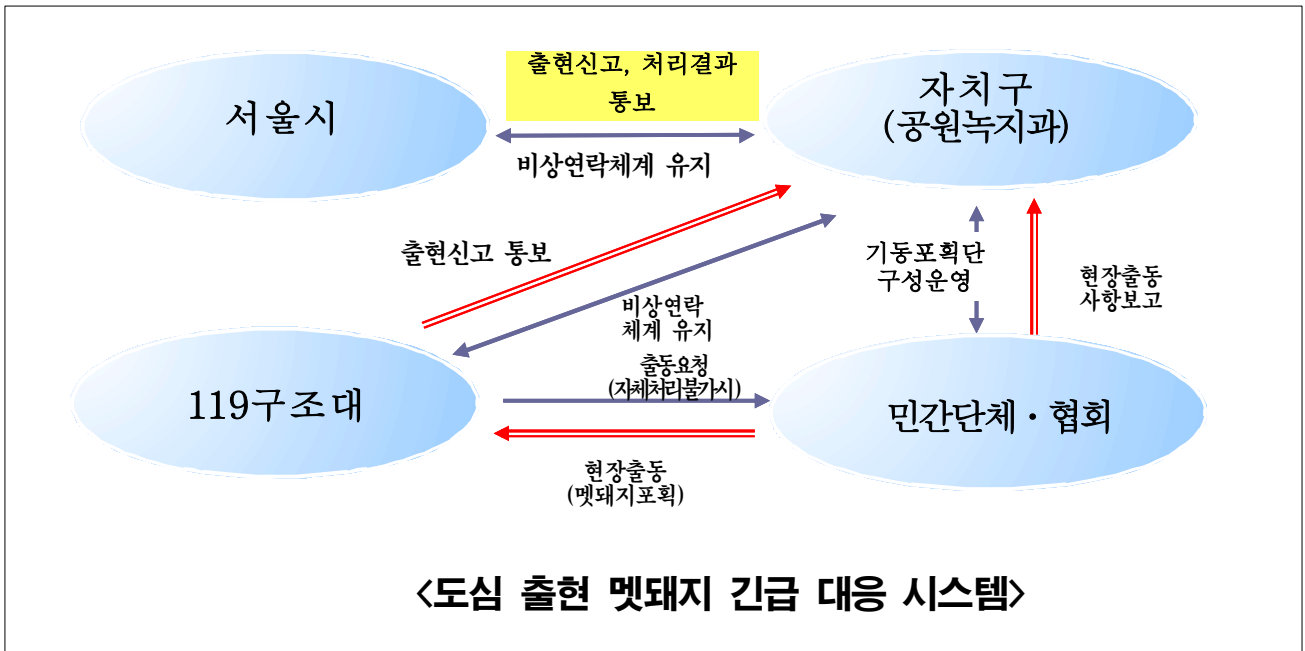 출현신고, 처리결과
통보
서울시
자치구
(공원녹지과)
비상연락체계 유지
출현신고 통보
기동포획단
구성운영
현장출동
사항보고
비상연락
체계 유지
출동요청
(자체처리불가시)
119구조대
민간단체・협회
현장출동
(멧돼지포획)
<도심 출현 멧돼지 긴급 대응 시스템>